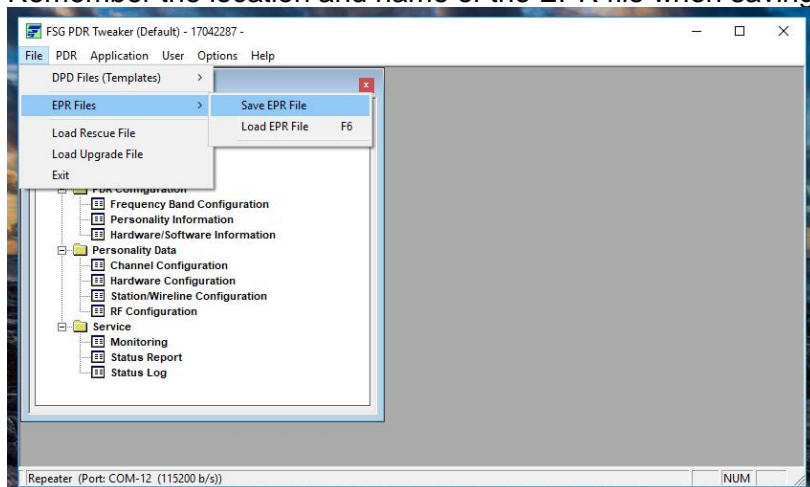 Remember the location and name of the EPR file when saving
FSG PDR Tweaker (Default) - 17042287 -
File PDR Application User Options Help
DPD Files (Templates) >
EPR Files > Save EPR File
Load EPR File F6
Load Rescue File
Load Upgrade File
Exit
PDR Configuration
Frequency Band Configuration
Personality Information
Hardware/Software Information
Personality Data
Channel Configuration
Hardware Configuration
Station/Wireline Configuration
RF Configuration
Service
Monitoring
Status Report
Status Log
Repeater (Port: COM-12 (115200 b/s)) NUM